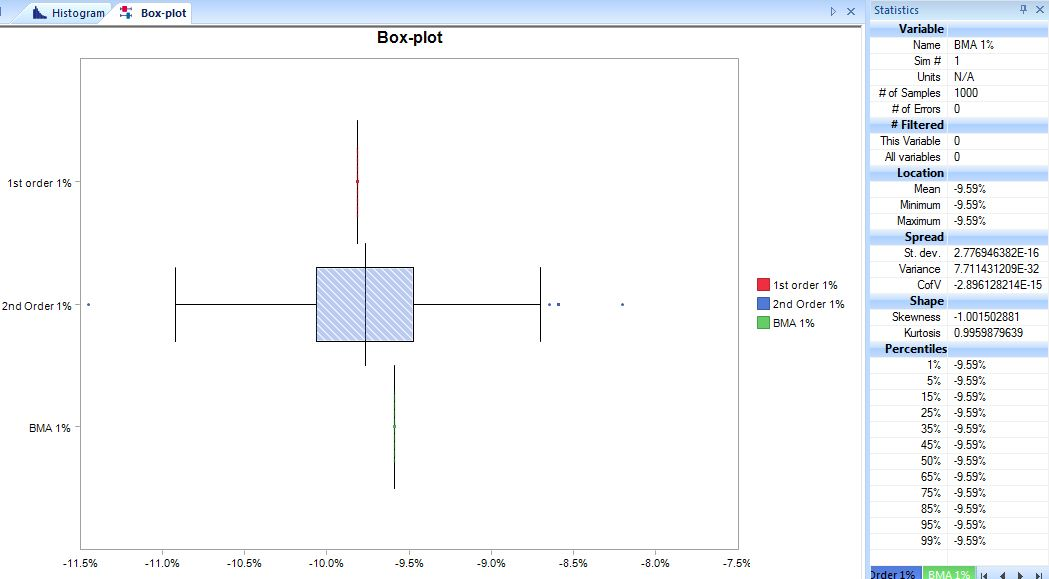 Histogram
Box-plot
Box-plot
1st order 1%
2nd Order 1%
BMA 1%
1st order 1%
2nd Order 1%
BMA 1%
-11.5%
-11.0%
-10.5%
-10.0%
-9.5%
-9.0%
-8.5%
-8.0%
-7.5%
Statistics
Variable
Name BMA 1%
Sim # 1
Units N/A
# of Samples 1000
# of Errors 0
# Filtered
This Variable 0
All variables 0
Location
Mean -9.59%
Minimum -9.59%
Maximum -9.59%
Spread
St. dev. 2.776946382E-16
Variance 7.711431209E-32
CofV -2.896128214E-15
Shape
Skewness -1.001502881
Kurtosis 0.9959879639
Percentiles
1% -9.59%
5% -9.59%
15% -9.59%
25% -9.59%
35% -9.59%
45% -9.59%
50% -9.59%
65% -9.59%
75% -9.59%
85% -9.59%
95% -9.59%
99% -9.59%
Order 1% BMA 1%